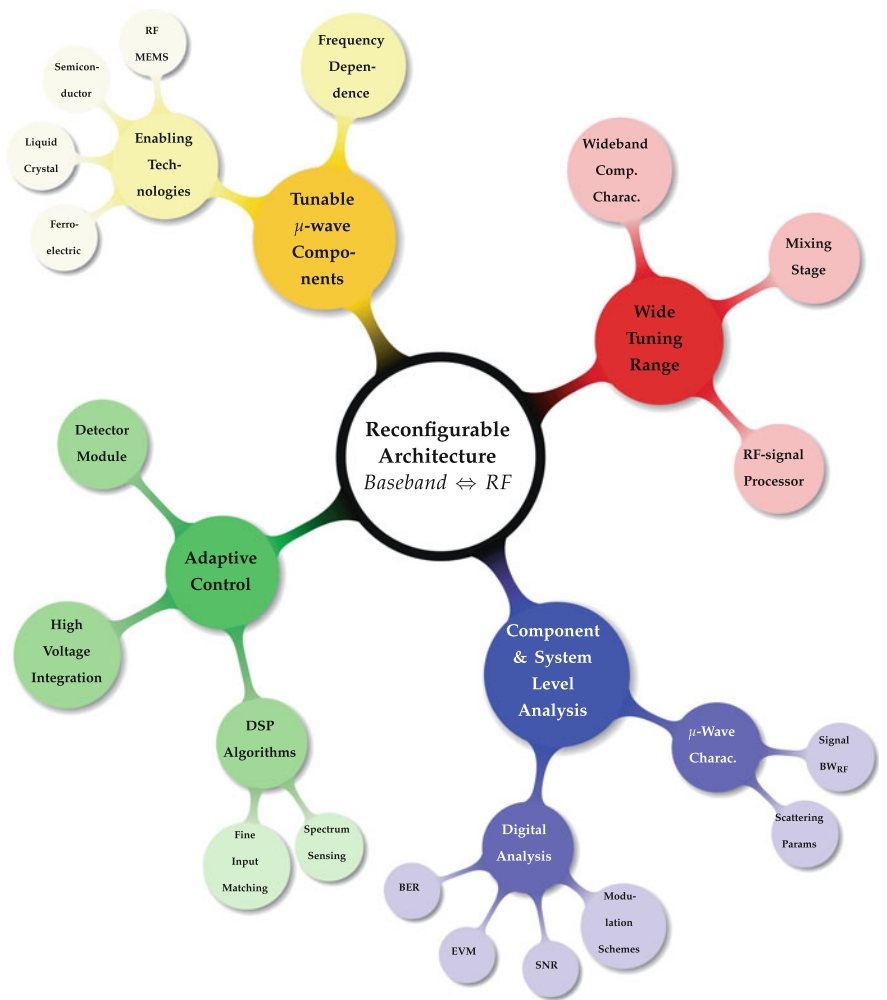 RF
MEMS
Semicon-
ductor
Liquid
Crystal
Ferro-
electric
Enabling
Tech-
nologies
Frequency
Depen-
dence
Tunable
μ-wave
Compo-
nents
Wideband
Comp.
Charac.
Mixing
Stage
Wide
Tuning
Range
RF-signal
Processor
Reconfigurable
Architecture
Baseband ⇔ RF
Detector
Module
Adaptive
Control
High
Voltage
Integration
DSP
Algorithms
Fine
Input
Matching
Spectrum
Sensing
Component
& System
Level
Analysis
μ-Wave
Charac.
Signal
BWRF
Scattering
Params
Digital
Analysis
BER
EVM
SNR
Modu-
lation
Schemes